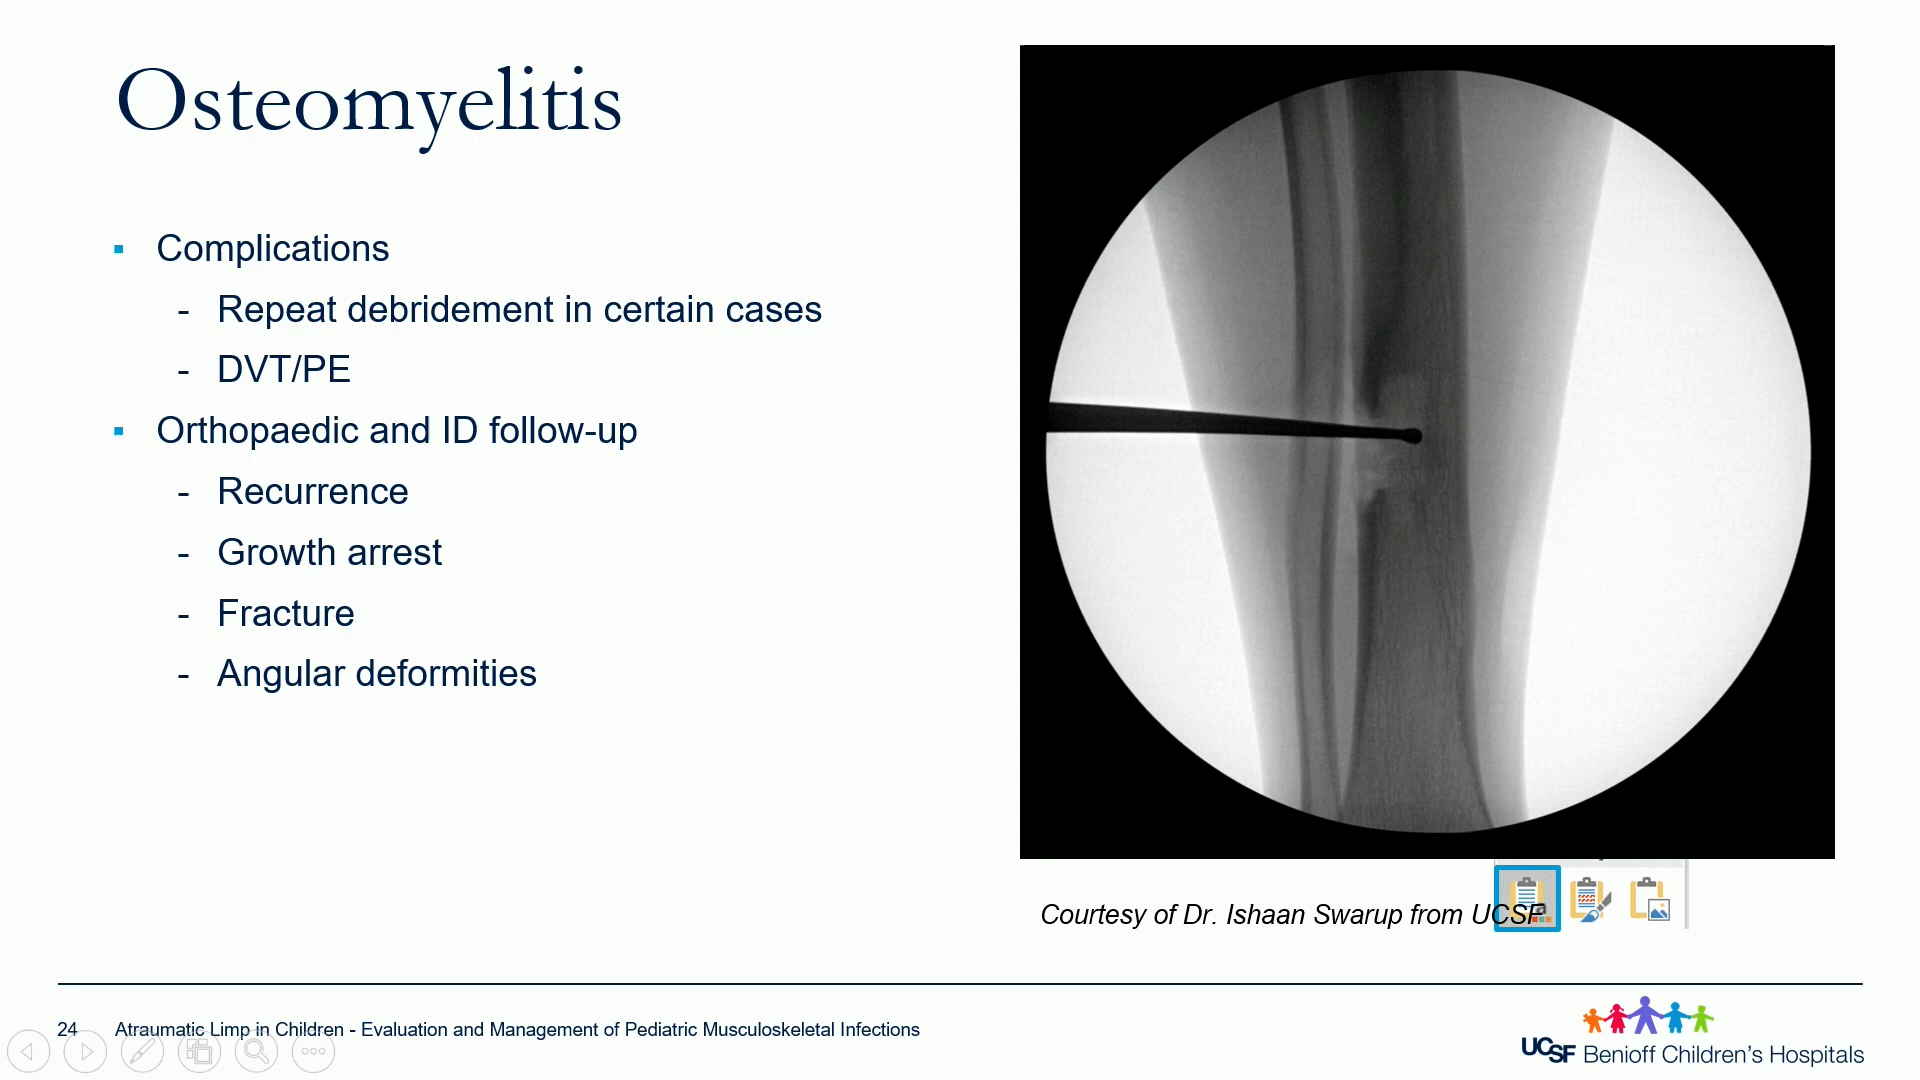 Osteomyelitis
Complications
- Repeat debridement in certain cases
- DVT/PE
Orthopaedic and ID follow-up
- Recurrence
- Growth arrest
- Fracture
- Angular deformities
Courtesy of Dr. Ishaan Swarup from UCSF
24 Atraumatic Limp in Children - Evaluation and Management of Pediatric Musculoskeletal Infections
UCSF Benioff Children's Hospitals